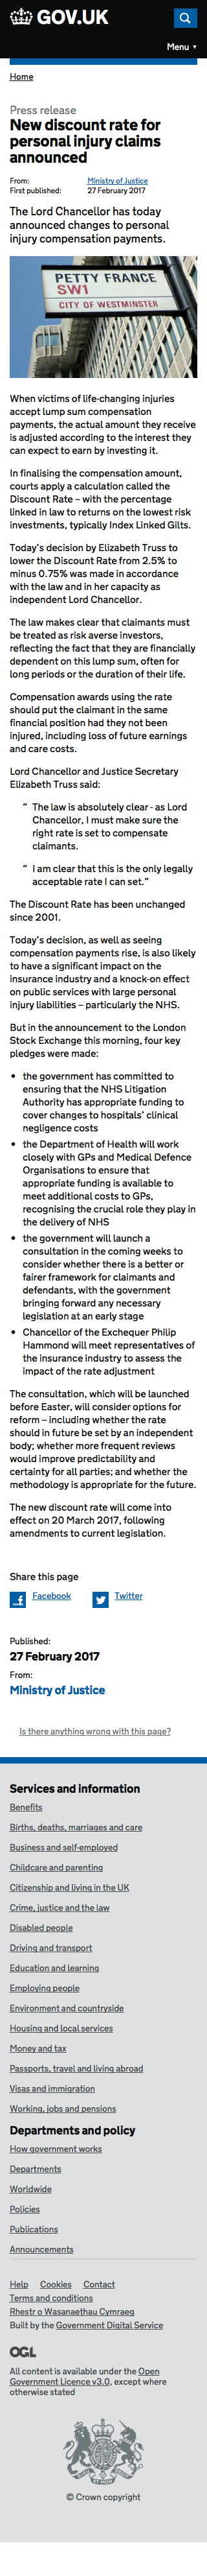 GOV.UK
Menu ▼
Home
Press release
New discount rate for
personal injury claims
announced
From: Ministry of Justice
First published: 27 February 2017
The Lord Chancellor has today
announced changes to personal
injury compensation payments.
PETTY FRANCE
SW1
CITY OF WESTMINSTER
When victims of life-changing injuries
accept lump sum compensation
payments, the actual amount they receive
is adjusted according to the interest they
can expect to earn by investing it.
In finalising the compensation amount,
courts apply a calculation called the
Discount Rate – with the percentage
linked in law to returns on the lowest risk
investments, typically Index Linked Gilts.
Today's decision by Elizabeth Truss to
lower the Discount Rate from 2.5% to
minus 0.75% was made in accordance
with the law and in her capacity as
independent Lord Chancellor.
The law makes clear that claimants must
be treated as risk averse investors,
reflecting the fact that they are financially
dependent on this lump sum, often for
long periods or the duration of their life.
Compensation awards using the rate
should put the claimant in the same
financial position had they not been
injured, including loss of future earnings
and care costs.
Lord Chancellor and Justice Secretary
Elizabeth Truss said:
“ The law is absolutely clear - as Lord
Chancellor, I must make sure the
right rate is set to compensate
claimants.
“ I am clear that this is the only legally
acceptable rate I can set.”
The Discount Rate has been unchanged
since 2001.
Today's decision, as well as seeing
compensation payments rise, is also likely
to have a significant impact on the
insurance industry and a knock-on effect
on public services with large personal
injury liabilities – particularly the NHS.
But in the announcement to the London
Stock Exchange this morning, four key
pledges were made:
• the government has committed to
ensuring that the NHS Litigation
Authority has appropriate funding to
cover changes to hospitals' clinical
negligence costs
• the Department of Health will work
closely with GPs and Medical Defence
Organisations to ensure that
appropriate funding is available to
meet additional costs to GPs,
recognising the crucial role they play in
the delivery of NHS
• the government will launch a
consultation in the coming weeks to
consider whether there is a better or
fairer framework for claimants and
defendants, with the government
bringing forward any necessary
legislation at an early stage
• Chancellor of the Exchequer Philip
Hammond will meet representatives of
the insurance industry to assess the
impact of the rate adjustment
The consultation, which will be launched
before Easter, will consider options for
reform – including whether the rate
should in future be set by an independent
body; whether more frequent reviews
would improve predictability and
certainty for all parties; and whether the
methodology is appropriate for the future.
The new discount rate will come into
effect on 20 March 2017, following
amendments to current legislation.
Share this page
Facebook Twitter
Published:
27 February 2017
From:
Ministry of Justice
Is there anything wrong with this page?
Services and information
Benefits
Births, deaths, marriages and care
Business and self-employed
Childcare and parenting
Citizenship and living in the UK
Crime, justice and the law
Disabled people
Driving and transport
Education and learning
Employing people
Environment and countryside
Housing and local services
Money and tax
Passports, travel and living abroad
Visas and immigration
Working, jobs and pensions
Departments and policy
How government works
Departments
Worldwide
Policies
Publications
Announcements
Help Cookies Contact
Terms and conditions
Rhestr o Wasanaethau Cymraeg
Built by the Government Digital Service
OGL
All content is available under the Open
Government Licence v3.0, except where
otherwise stated
© Crown copyright